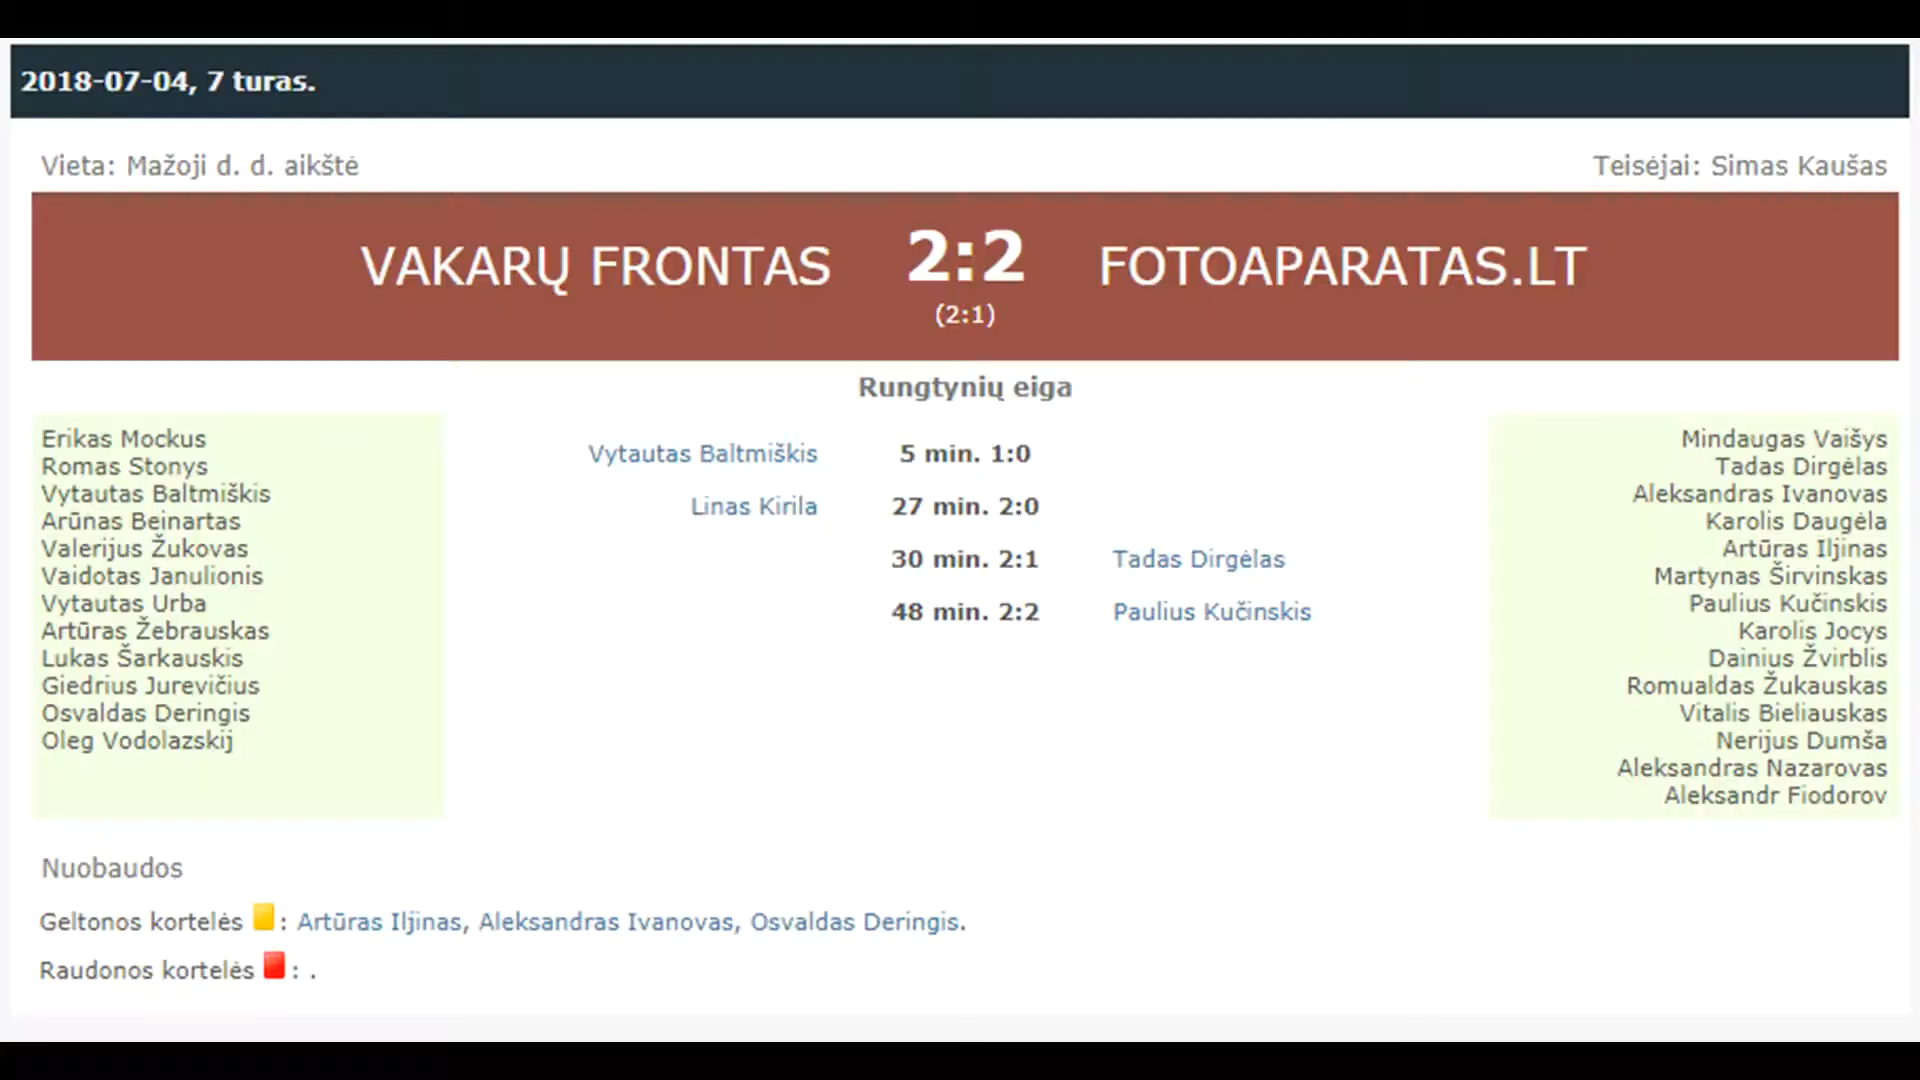 2018-07-04, 7 turas.
Vieta: Mažoji d. d. aikštė
Teisėjai: Simas Kaušas
VAKARŲ FRONTAS 2:2 FOTOAPARATAS.LT
(2:1)
Rungtynių eiga
Erikas Mockus
Romas Stonys
Vytautas Baltmiškis
Arūnas Beinartas
Valerijus Žukovas
Vaidotas Janulionis
Vytautas Urba
Artūras Žebrauskas
Lukas Šarkauskis
Giedrius Jurevičius
Osvaldas Deringis
Oleg Vodolazskij
Vytautas Baltmiškis 5 min. 1:0
Linas Kirila 27 min. 2:0
30 min. 2:1 Tadas Dirgėlas
48 min. 2:2 Paulius Kučinskis
Mindaugas Vaišys
Tadas Dirgėlas
Aleksandras Ivanovas
Karolis Daugėla
Artūras Iljinas
Martynas Širvinskas
Paulius Kučinskis
Karolis Jocys
Dainius Žvirblis
Romualdas Žukauskas
Vitalis Bieliauskas
Nerijus Dumša
Aleksandras Nazarovas
Aleksandr Fiodorov
Nuobaudos
Geltonos kortelės : Artūras Iljinas, Aleksandras Ivanovas, Osvaldas Deringis.
Raudonos kortelės : .